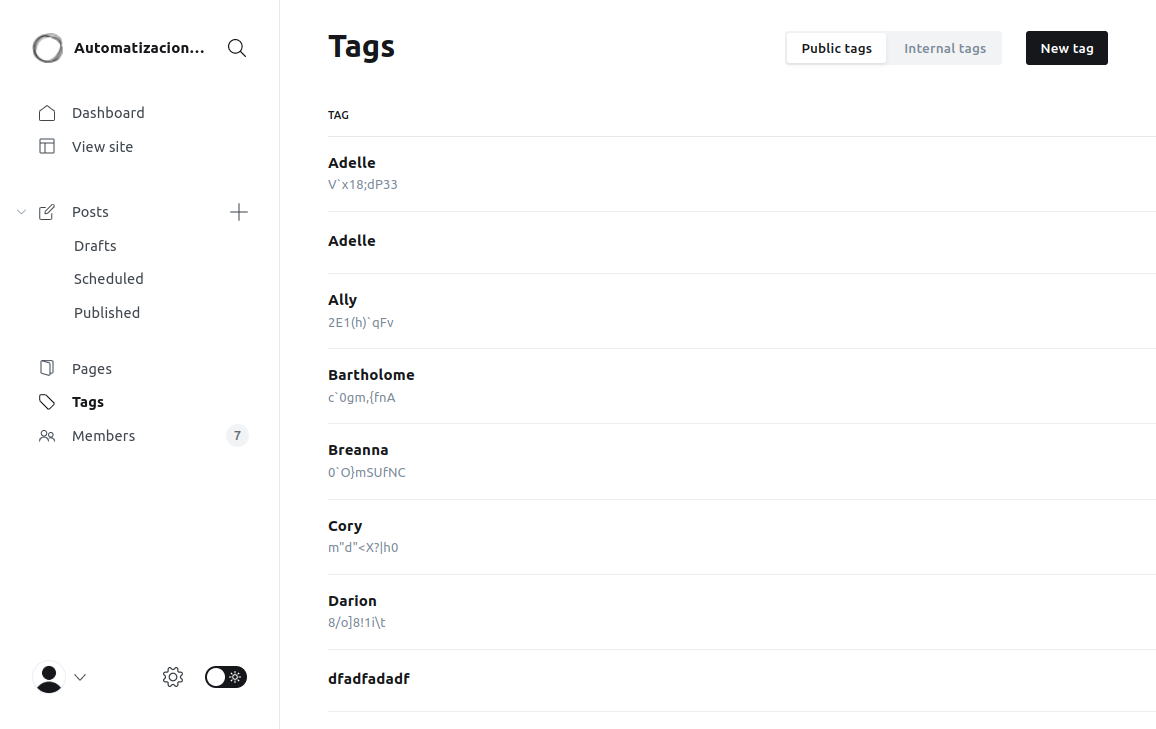 Automatizacion...
Dashboard
View site
Posts
Drafts
Scheduled
Published
Pages
Tags
Members 7
Tags
Public tags Internal tags New tag
TAG
Adelle
V`x18;dP33
Adelle
Ally
2E1(h)`qFv
Bartholome
c`0gm,{fnA
Breanna
0`O}mSUfNC
Cory
m"d"<X?|h0
Darion
8/o]8!1i\t
dfadfadadf